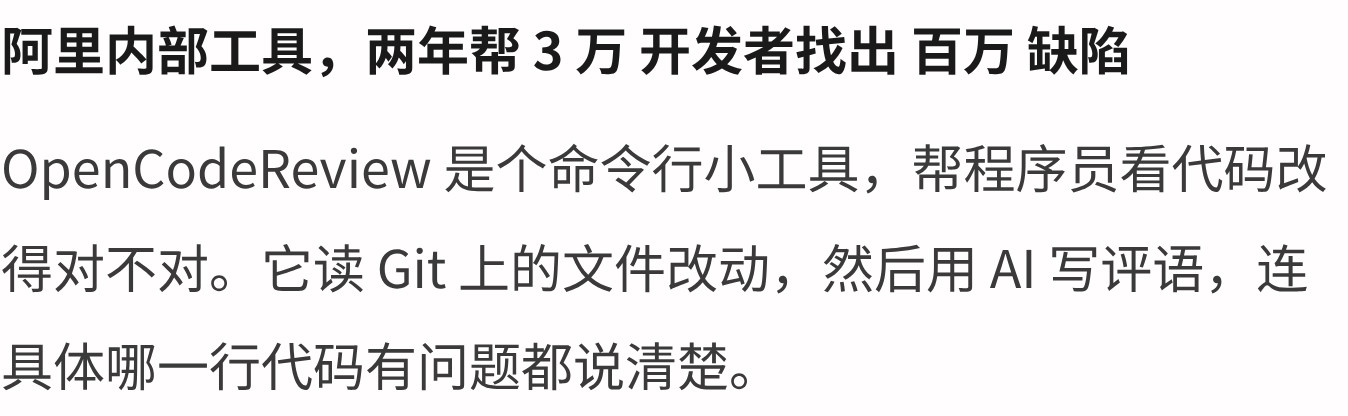 阿里内部工具，两年帮 3 万 开发者找出 百万 缺陷
OpenCodeReview 是个命令行小工具，帮程序员看代码改
得对不对。它读 Git 上的文件改动，然后用 AI 写评语，连
具体哪一行代码有问题都说清楚。